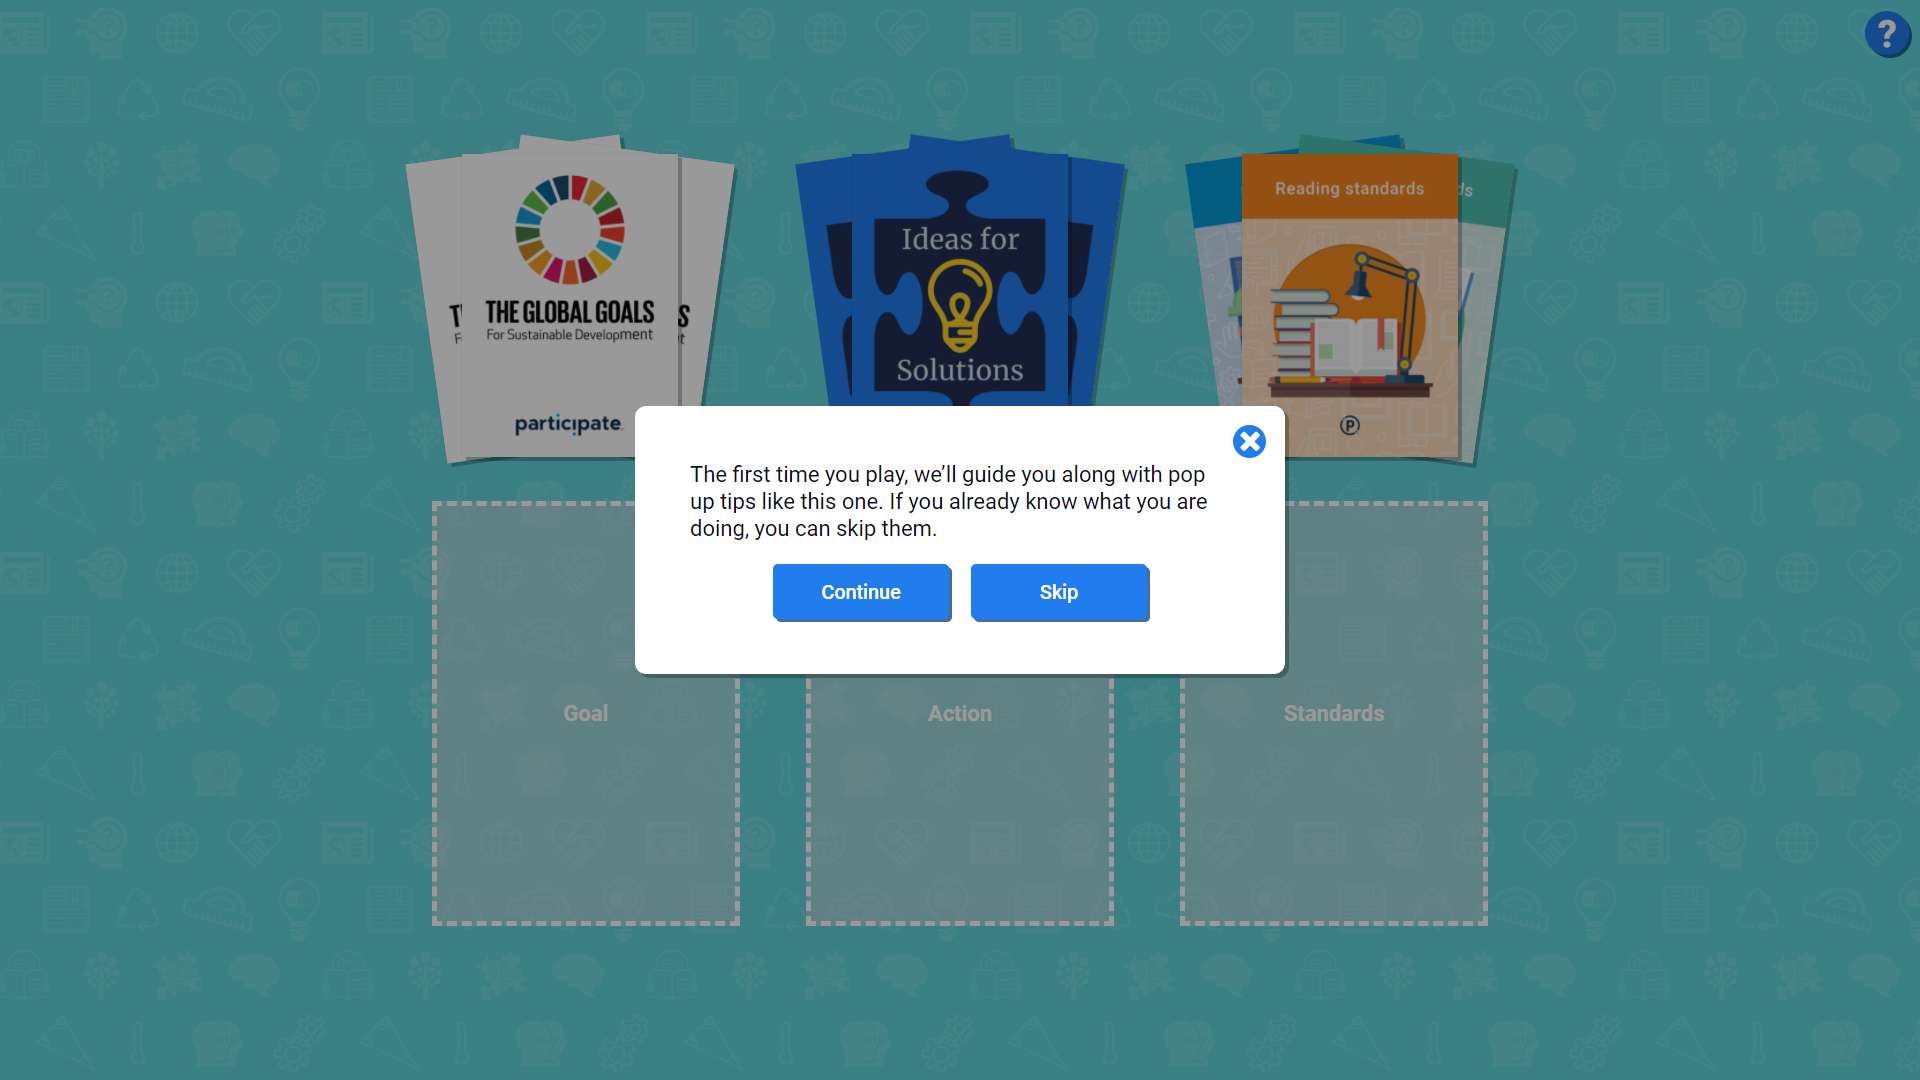 ?
THE GLOBAL GOALS
For Sustainable Development
participate
Ideas for
Solutions
Reading standards
P
The first time you play, we’ll guide you along with pop
up tips like this one. If you already know what you are
doing, you can skip them.
Continue
Skip
Goal
Action
Standards